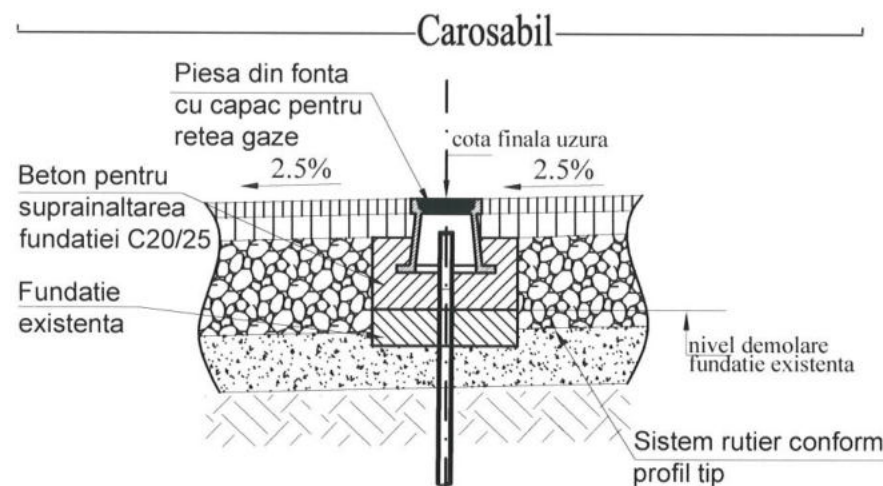 Carosabil
Piesa din fonta
cu capac pentru
retea gaze
cota finala uzura
2.5%
2.5%
Beton pentru
suprainaltarea
fundatiei C20/25
Fundatie
existenta
nivel demolare
fundatie existenta
Sistem rutier conform
profil tip